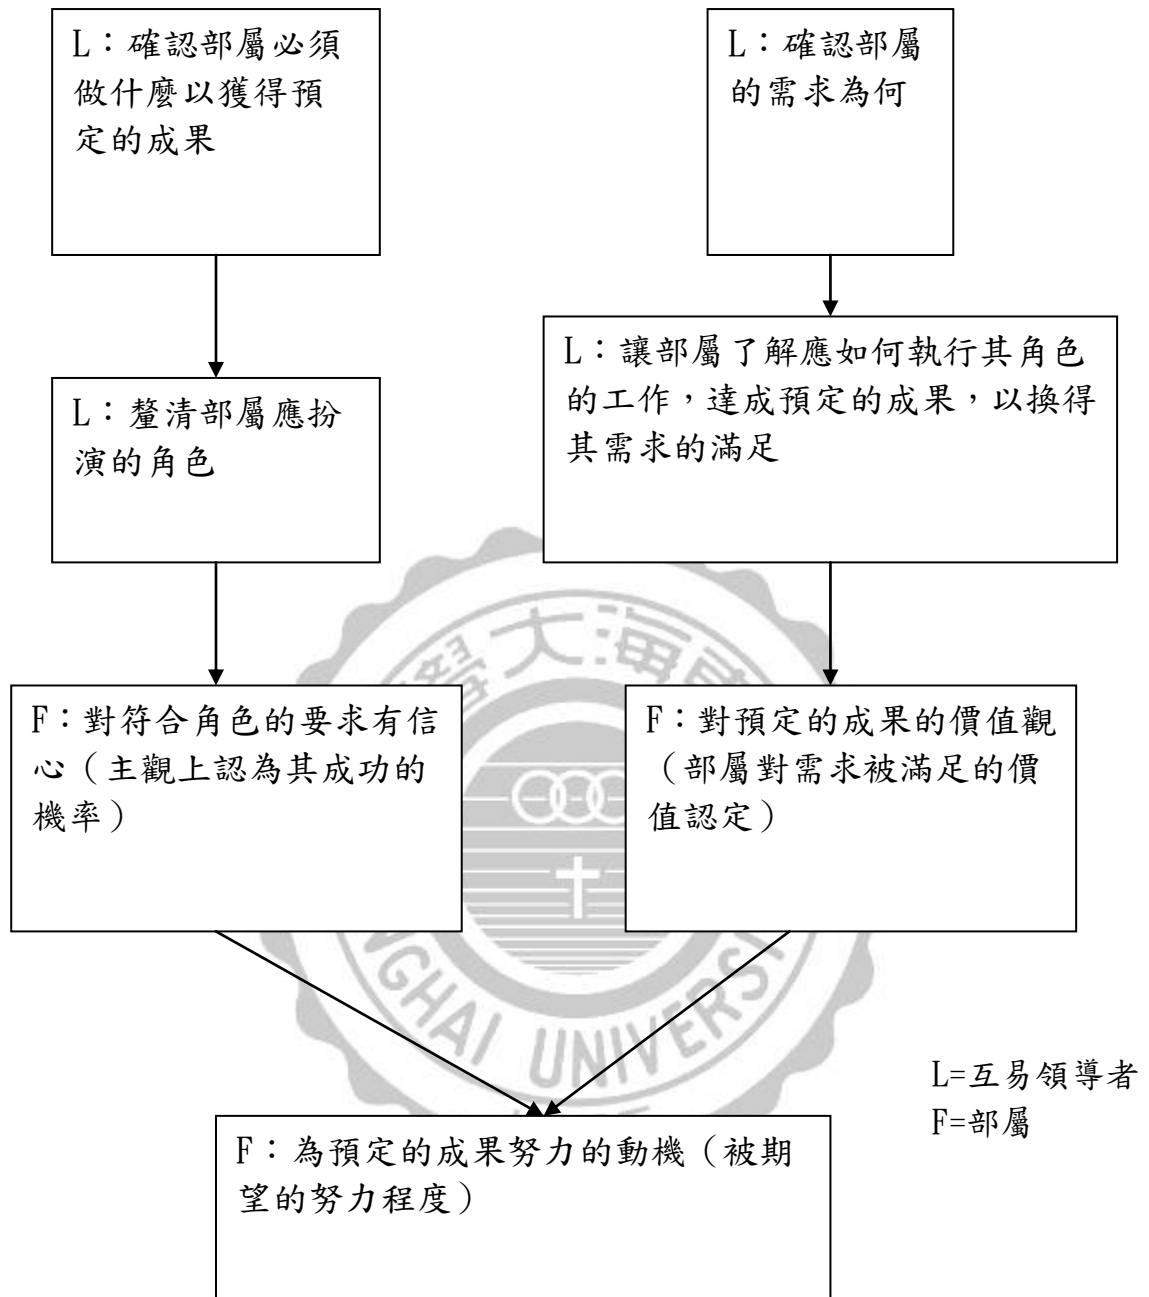 L：確認部屬必須
做什麼以獲得預
定的成果
L：確認部屬
的需求為何
L：讓部屬了解應如何執行其角色
的工作，達成預定的成果，以換得
其需求的滿足
L：釐清部屬應扮
演的角色
F：對符合角色的要求有信
心（主觀上認為其成功的
機率）
F：對預定的成果的價值觀
（部屬對需求被滿足的價
值認定）
L=互易領導者
F=部屬
F：為預定的成果努力的動機（被期
望的努力程度）
學大海東
NGHAI UNIVERSIT